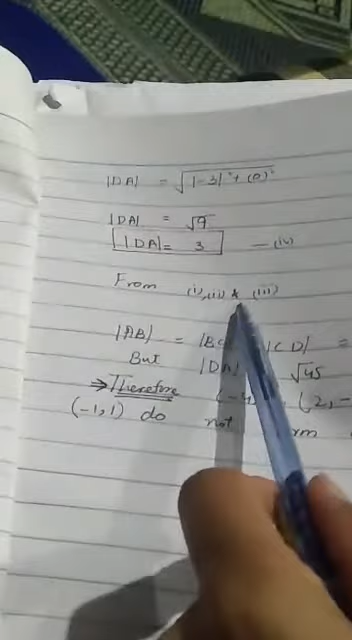 |DA| = √|-3|² + (0)²
|DA| = √9
|DA| = 3 — (iv)
From (i), (ii) & (iii)
|AB| = |BC |CD| =
But |DA| √45
⇒ Therefore (2, -
(-1, 1) do not